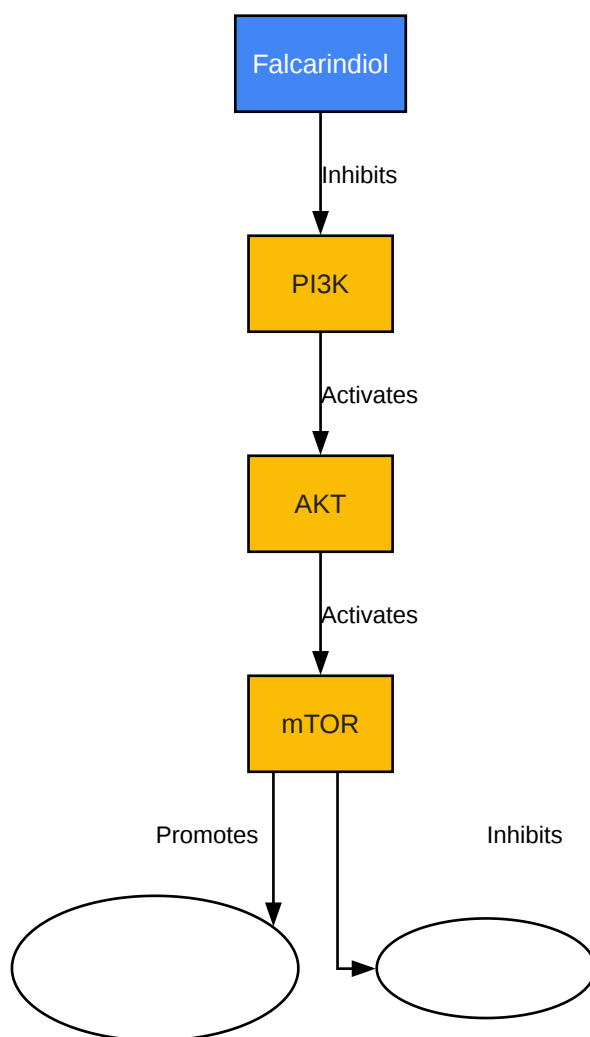 Falcarindiol
Inhibits
PI3K
Activates
AKT
Activates
mTOR
Promotes
Inhibits